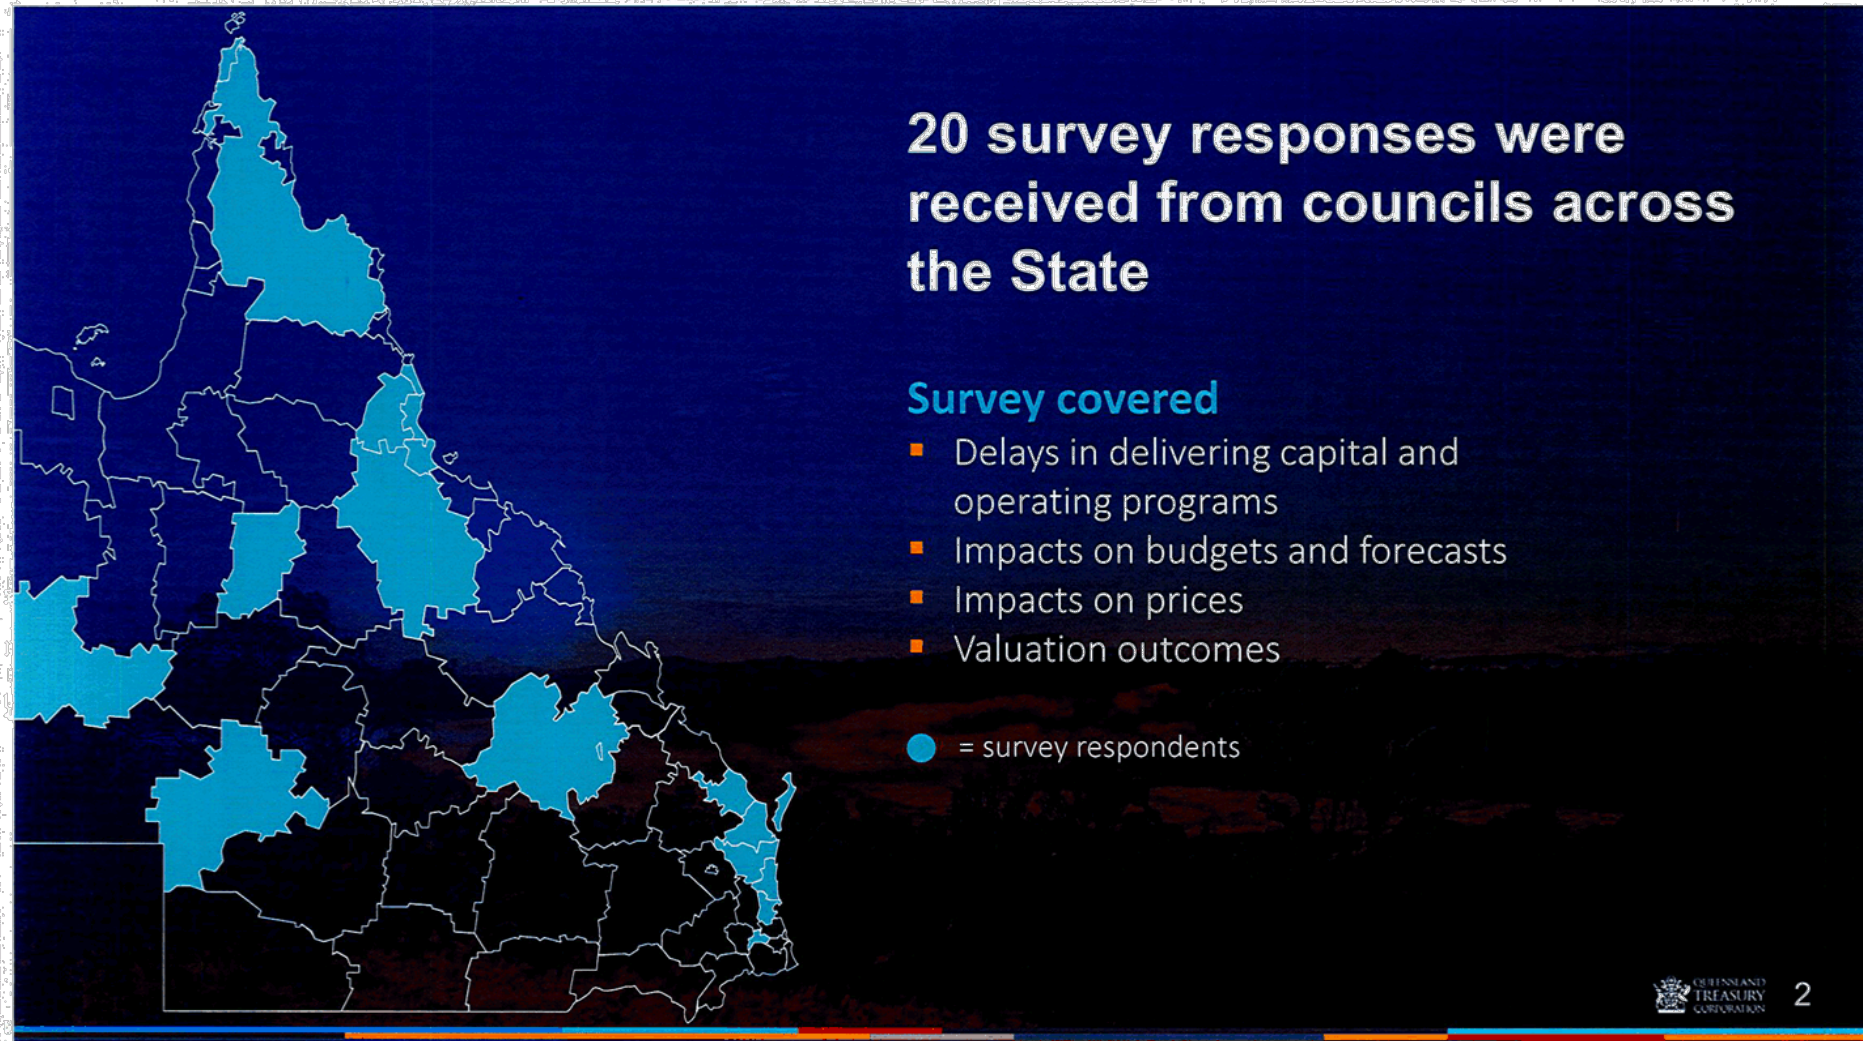 20 survey responses were
received from councils across
the State
Survey covered
Delays in delivering capital and
operating programs
Impacts on budgets and forecasts
Impacts on prices
Valuation outcomes
= survey respondents
QUEENSLAND
TREASURY
CORPORATION
2